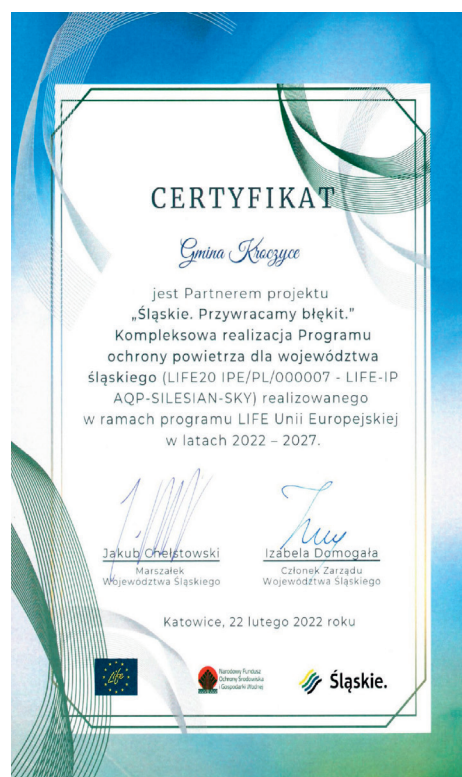 CERTYFIKAT
Gmina Kroczyce
jest Partnerem projektu
„Śląskie. Przywracamy błękit.”
Kompleksowa realizacja Programu
ochrony powietrza dla województwa
śląskiego (LIFE20 IPE/PL/000007 - LIFE-IP
AQP-SILESIAN-SKY) realizowanego
w ramach programu LIFE Unii Europejskiej
w latach 2022 – 2027.
Jakub Chełstowski
Marszałek
Województwa Śląskiego
Izabela Domogała
Członek Zarządu
Województwa Śląskiego
Katowice, 22 lutego 2022 roku
Life
Narodowy Fundusz
Ochrony Środowiska
i Gospodarki Wodnej
Śląskie.